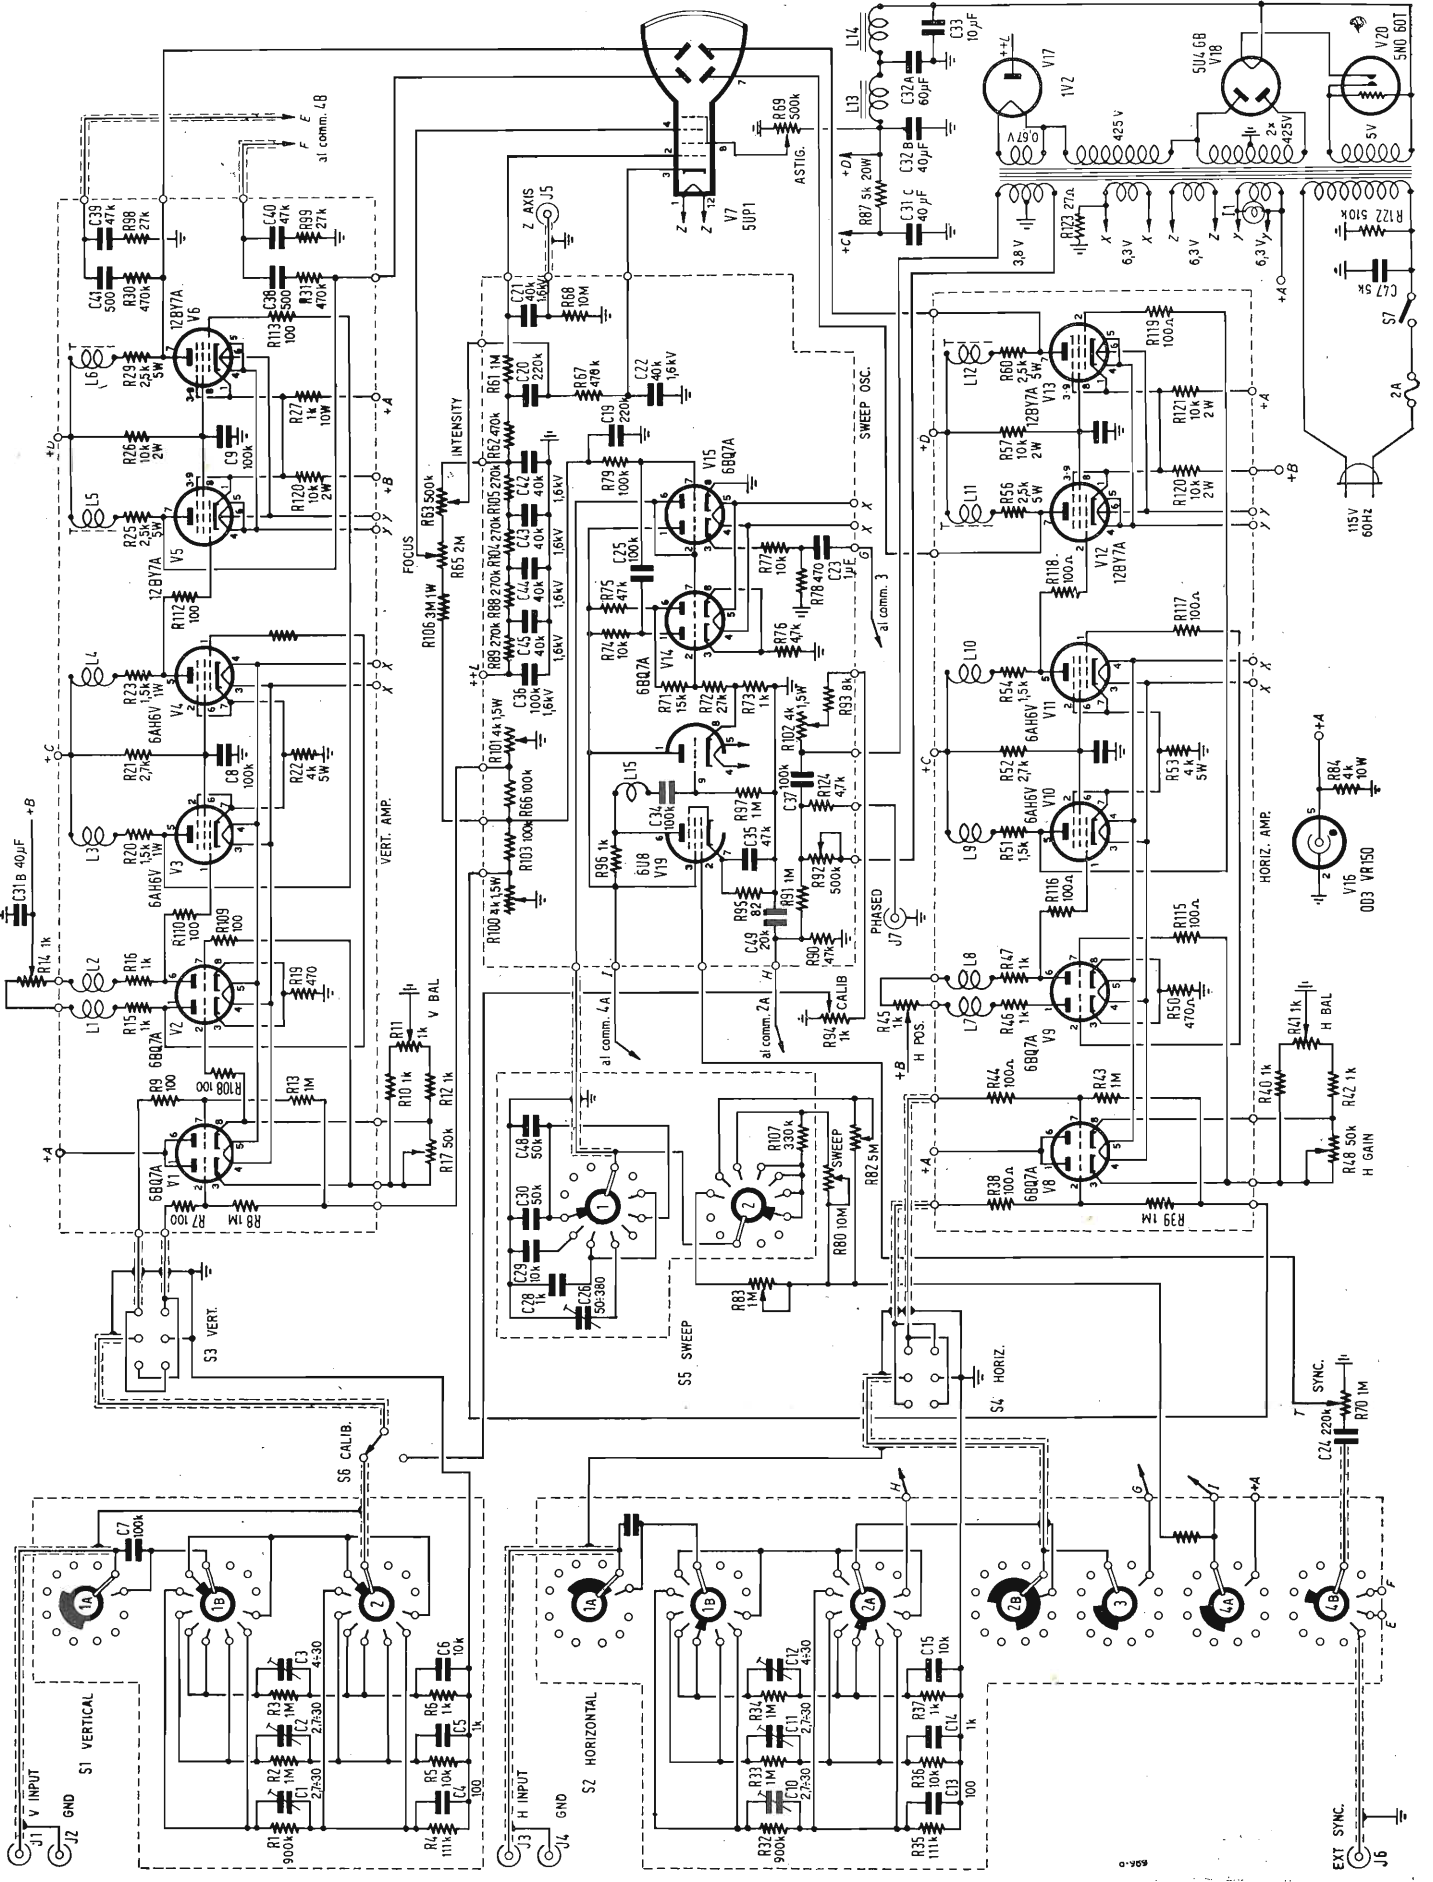 J1
V INPUT
J2
GND
S1 VERTICAL
1A
C7
100k
1B
2
R1
900k
C1
2,7÷30
R2
1M
C2
2,7÷30
R3
1M
C3
4÷30
R4
111k
C4
100
R5
10k
C5
1k
R6
1k
C6
10k
S6 CALIB.
S3 VERT.
J3
H INPUT
J4
GND
S2 HORIZONTAL
1A
1B
2A
2B
3
4A
4B
R32
900k
C10
2,7÷30
R33
1M
C11
2,7÷30
R34
1M
C12
4÷30
R35
111k
C13
100
R36
10k
C14
1k
R37
1k
C15
10k
H
G
I
+A
E
F
EXT SYNC.
J6
C24 220k
R70 1M
SYNC.
T
S4
HORIZ.
S5 SWEEP
C26
50÷380
C28
1k
C29
10k
C30
50k
C48
50k
1
2
R83
1M
R80 10M
SWEEP
R82 5M
R107
330k
+A
R7 100
R8 1M
R9
100
R108 100
R13
1M
6BQ7A
V1
R17 50k
R10 1k
R12 1k
R11
1k
V BAL
R14 1k
C31B 40µF
+B
L1
L2
R15
1k
R16
1k
6BQ7A
V2
R19
470
R110
100
R109
100
L3
L4
R20
1,5k
1W
R21
2,7k
R23
1,5k
1W
+C
6AH6V
V3
C8
100k
R22
4k
5W
6AH6V
V4
X
X
R112
100
L5
L6
R25
2,5k
5W
R26
10k
2W
R29
2,5k
5W
12BY7A
V5
C9
100k
12BY7A
V6
R120
10k
2W
R27
1k
10W
R113
100
+A
+B
Y
Y
VERT. AMP.
C41
500
R30
470k
C39
47k
R98
27k
C38
500
R31
470k
C40
47k
R99
27k
E
F
al comm. 4B
FOCUS
INTENSITY
R63 500k
R65 2M
R106 3M 1W
Z AXIS
J5
V7
5UP1
Z
Z
ASTIG.
R69
500k
R100 4k 1,5W
R103 100k
R66 100k
R101 4k 1,5W
++L
C36
100k
1,6kV
R89 270k
C45
40k
1,6kV
R88 270k
C44
40k
1,6kV
R104 270k
C43
40k
1,6kV
R105 270k
C42
40k
1,6kV
R62 470k
R61 1M
C20
220k
C21
40k
1,6kV
R68
10M
R67
478k
C22
40k
1,6kV
C19
220k
R79
100k
C25
100k
R75
47k
R74
10k
6BQ7A
V14
V15
6BQ7A
R71
15k
R72
27k
R73
1k
R76
47k
R77
10k
R78 470
C23
1µF
G
X
X
al comm. 3
SWEEP OSC.
L15
R96 1k
6U8
V19
C34
100k
R97
1M
C35
47k
R95
82
C49
20k
R91 1M
R90
47k
R92
500k
C37
100k
R124
4,7k
R102 4k
1,5W
R93 8k
I
al comm. 4A
H
al comm. 2A
R94
1k
CALIB
PHASED
J7
+B
R45
1k
H POS.
+A
R38
100Ω
R39 1M
R44
100Ω
R43
1M
6BQ7A
V8
R48 50k
H GAIN
R40 1k
R42 1k
R41 1k
H BAL
L7
L8
R46
1k
R47
1k
6BQ7A
V9
R50
470Ω
R116
100Ω
R115
100Ω
L9
L10
R51
1,5k
R52
2,7k
R54
1,5k
+C
6AH6V
V10
6AH6V
V11
R53
4k
5W
R117
100Ω
R118
100Ω
X
X
L11
L12
R56
2,5k
5W
R57
10k
2W
R60
2,5k
5W
+D
V12
12BY7A
12BY7A
V13
R120
10k
2W
R121
10k
2W
R119
100Ω
Y
Y
+B
+A
HORIZ. AMP.
V16
OD3 VR150
+A
R84
4k
10W
L13
L14
C33
10µF
C32A
60µF
C32B
40µF
+D
R87 5k 20W
C31C
40µF
+C
++L
V17
1V2
5U4GB
V18
V20
5NO 60T
0,67V
425V
2x
425V
5V
3,8V
R123 27Ω
X
6,3V
X
Z
6,3V
Z
Y
6,3V
Y
I1
+A
R122 510k
C47 5k
S7
2A
115V
60Hz